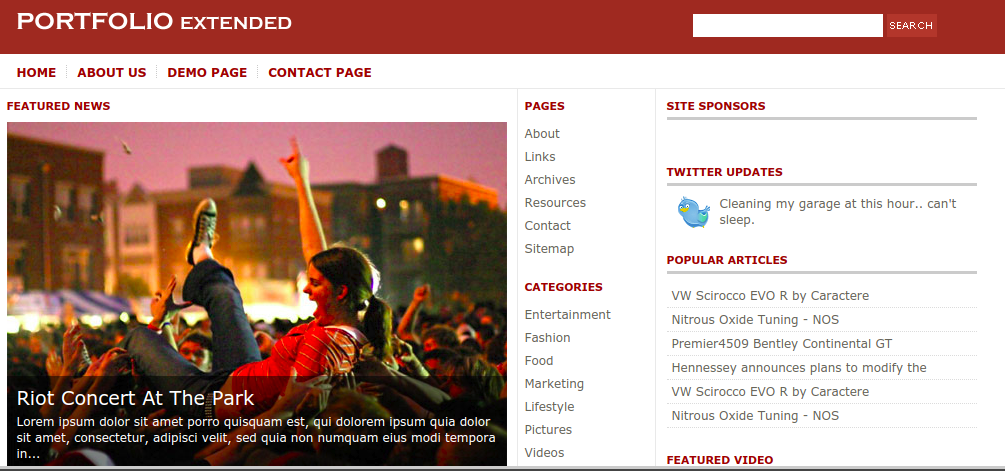 PORTFOLIO EXTENDED
SEARCH
HOME
ABOUT US
DEMO PAGE
CONTACT PAGE
FEATURED NEWS
Riot Concert At The Park
Lorem ipsum dolor sit amet porro quisquam est, qui dolorem ipsum quia dolor
sit amet, consectetur, adipisci velit, sed quia non numquam eius modi tempora
in...
PAGES
About
Links
Archives
Resources
Contact
Sitemap
CATEGORIES
Entertainment
Fashion
Food
Marketing
Lifestyle
Pictures
Videos
SITE SPONSORS
TWITTER UPDATES
Cleaning my garage at this hour.. can't
sleep.
POPULAR ARTICLES
VW Scirocco EVO R by Caractere
Nitrous Oxide Tuning - NOS
Premier4509 Bentley Continental GT
Hennessey announces plans to modify the
VW Scirocco EVO R by Caractere
Nitrous Oxide Tuning - NOS
FEATURED VIDEO